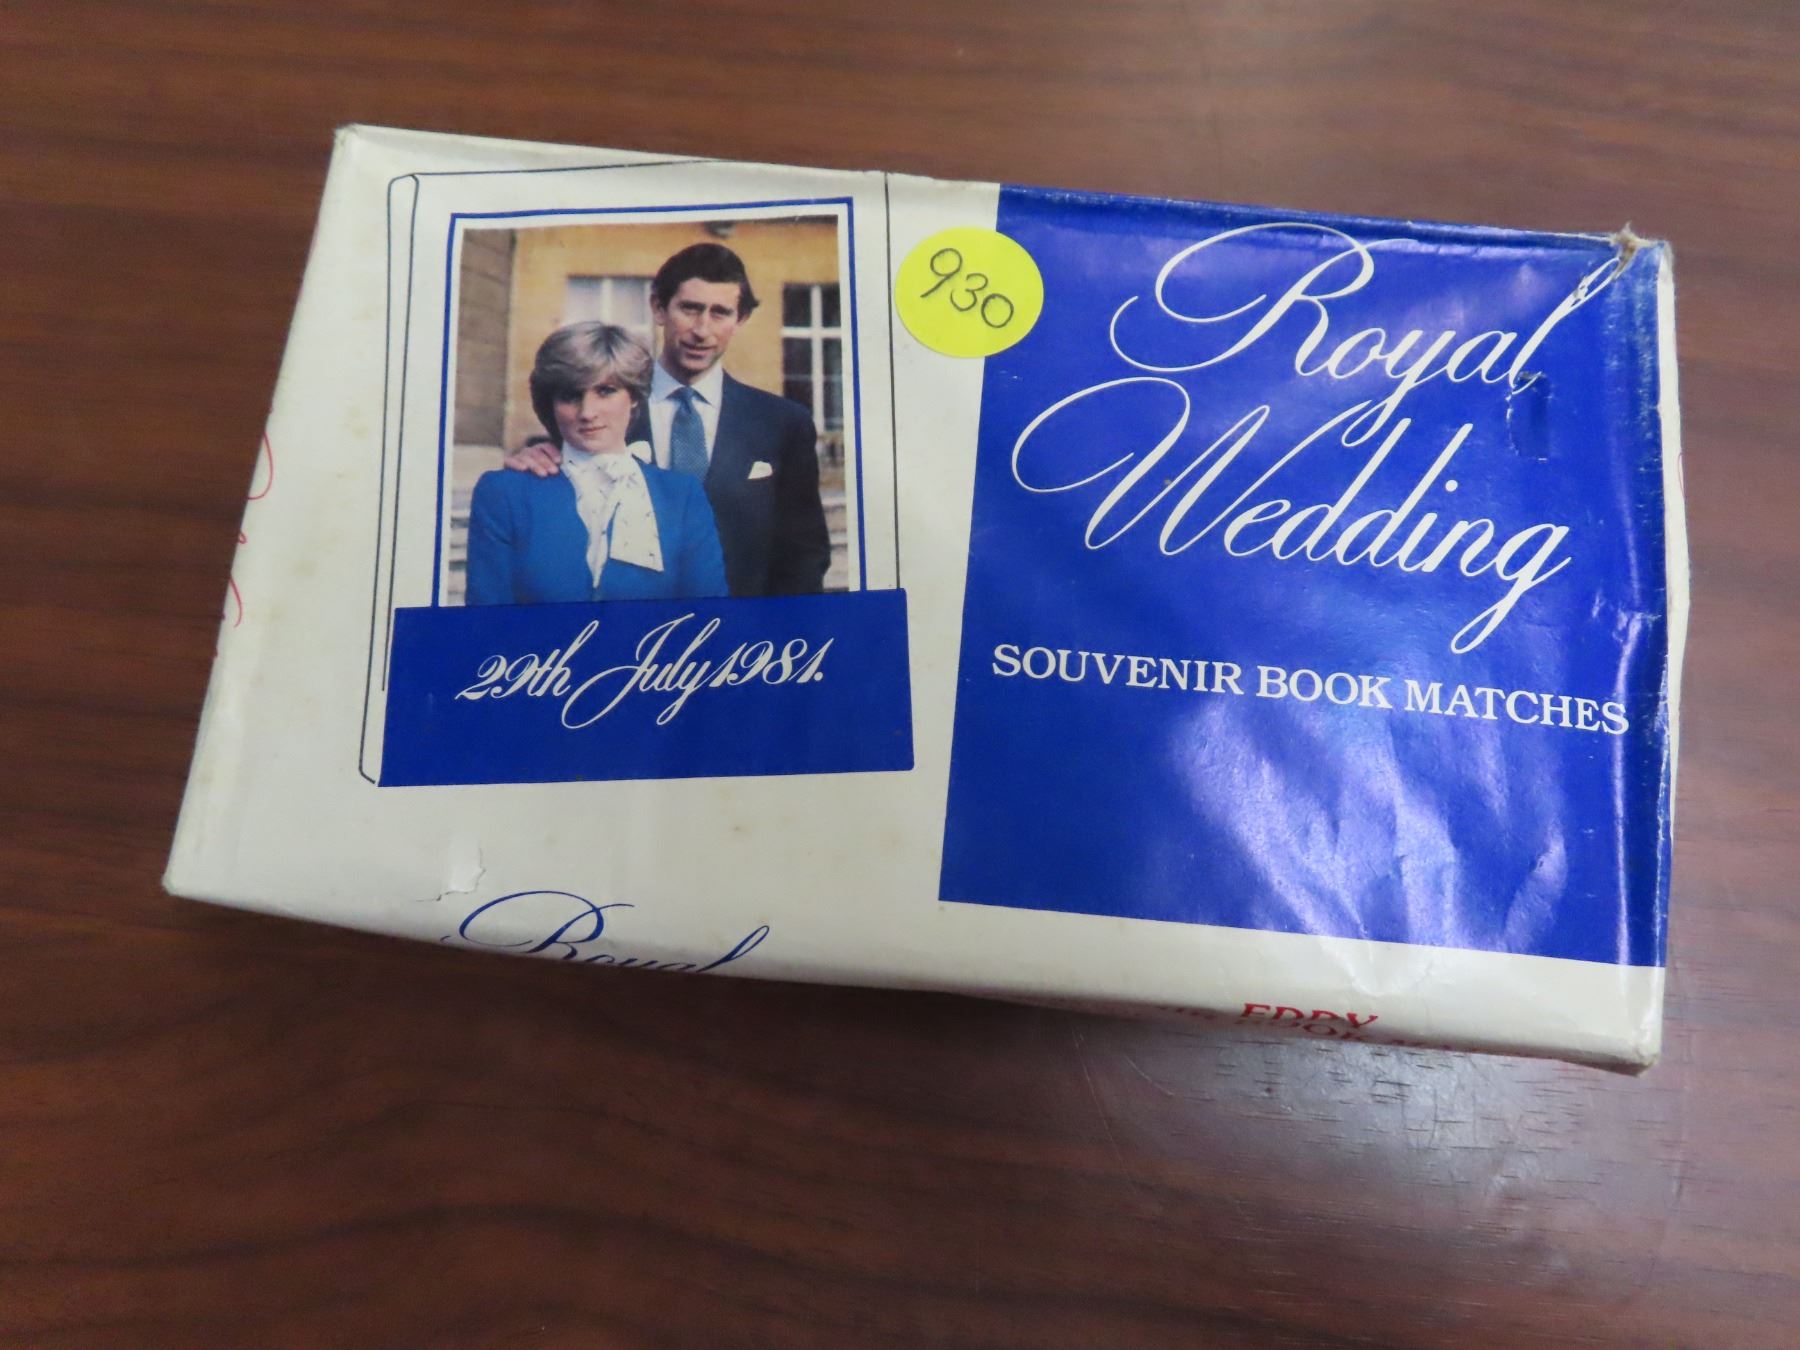 930
Royal
Wedding
SOUVENIR BOOK MATCHES
29th July 1981.
Royal
EDDY